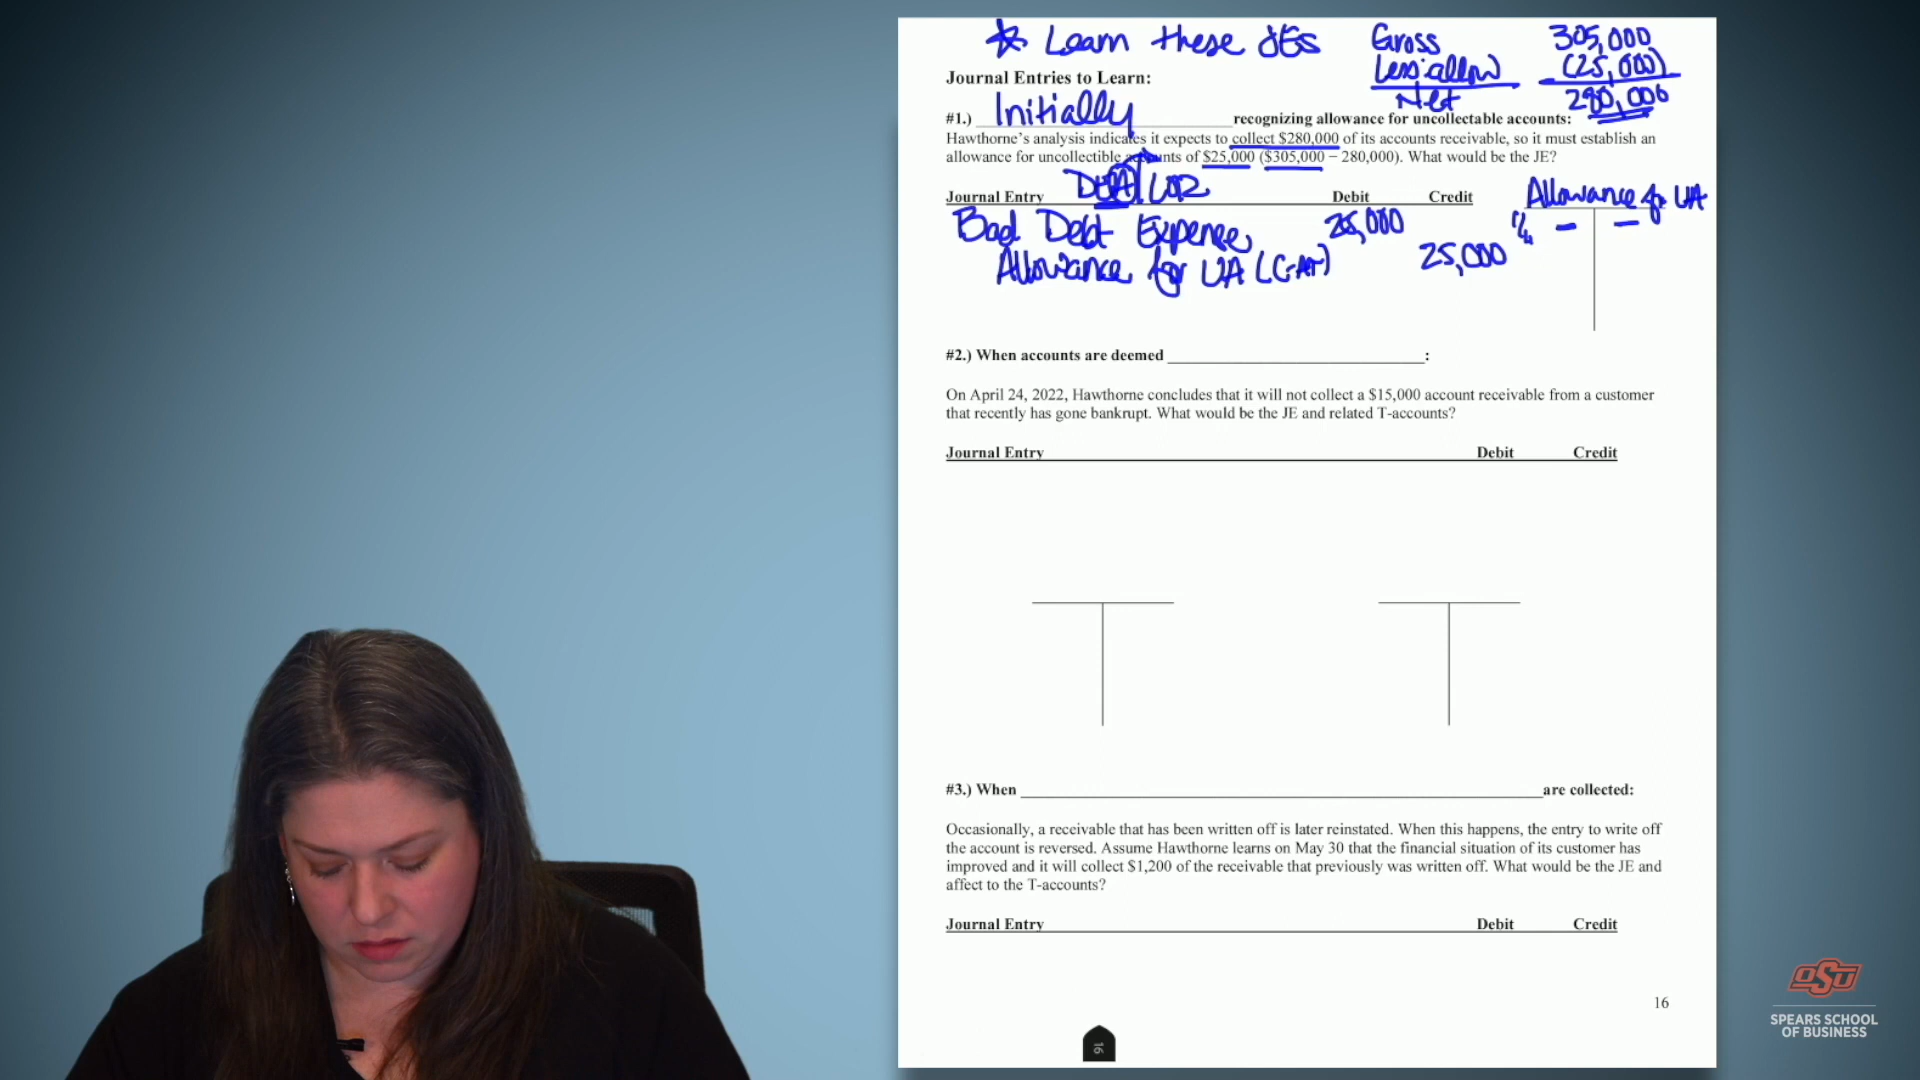 * Learn these JEs
Gross 305,000
Less: allow (25,000)
Net 280,000
Journal Entries to Learn:
#1.) Initially recognizing allowance for uncollectable accounts:
Hawthorne's analysis indicates it expects to collect $280,000 of its accounts receivable, so it must establish an
allowance for uncollectible accounts of $25,000 ($305,000 – 280,000). What would be the JE?
Journal Entry Debit Credit
Allowance for UA
Bad Debt Expense 25,000
Allowance for UA (C-A) 25,000
#2.) When accounts are deemed ________________:
On April 24, 2022, Hawthorne concludes that it will not collect a $15,000 account receivable from a customer
that recently has gone bankrupt. What would be the JE and related T-accounts?
Journal Entry Debit Credit
#3.) When ________________ are collected:
Occasionally, a receivable that has been written off is later reinstated. When this happens, the entry to write off
the account is reversed. Assume Hawthorne learns on May 30 that the financial situation of its customer has
improved and it will collect $1,200 of the receivable that previously was written off. What would be the JE and
affect to the T-accounts?
Journal Entry Debit Credit
16
16
OSU
SPEARS SCHOOL
OF BUSINESS